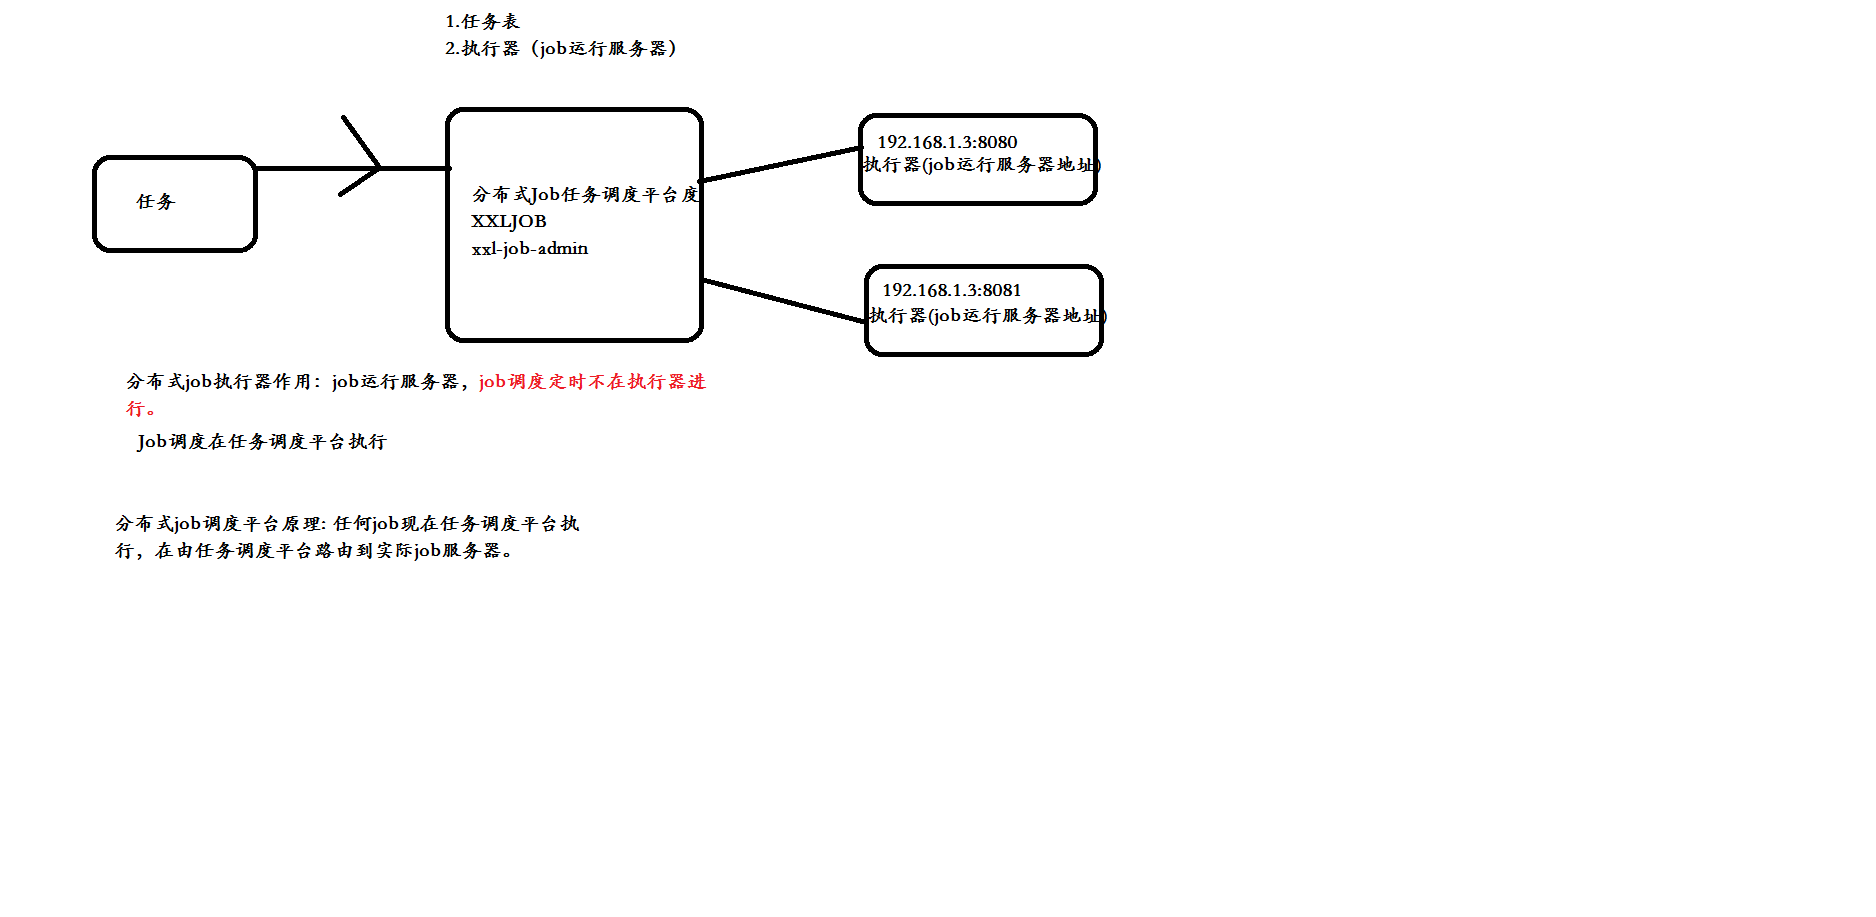 1.任务表
2.执行器（job运行服务器）
任务
分布式Job任务调度平台度
XXLJOB
xxl-job-admin
192.168.1.3:8080
执行器(job运行服务器地址)
192.168.1.3:8081
执行器(job运行服务器地址)
分布式job执行器作用：job运行服务器，job调度定时不在执行器进
行。
Job调度在任务调度平台执行
分布式job调度平台原理: 任何job现在任务调度平台执
行，在由任务调度平台路由到实际job服务器。